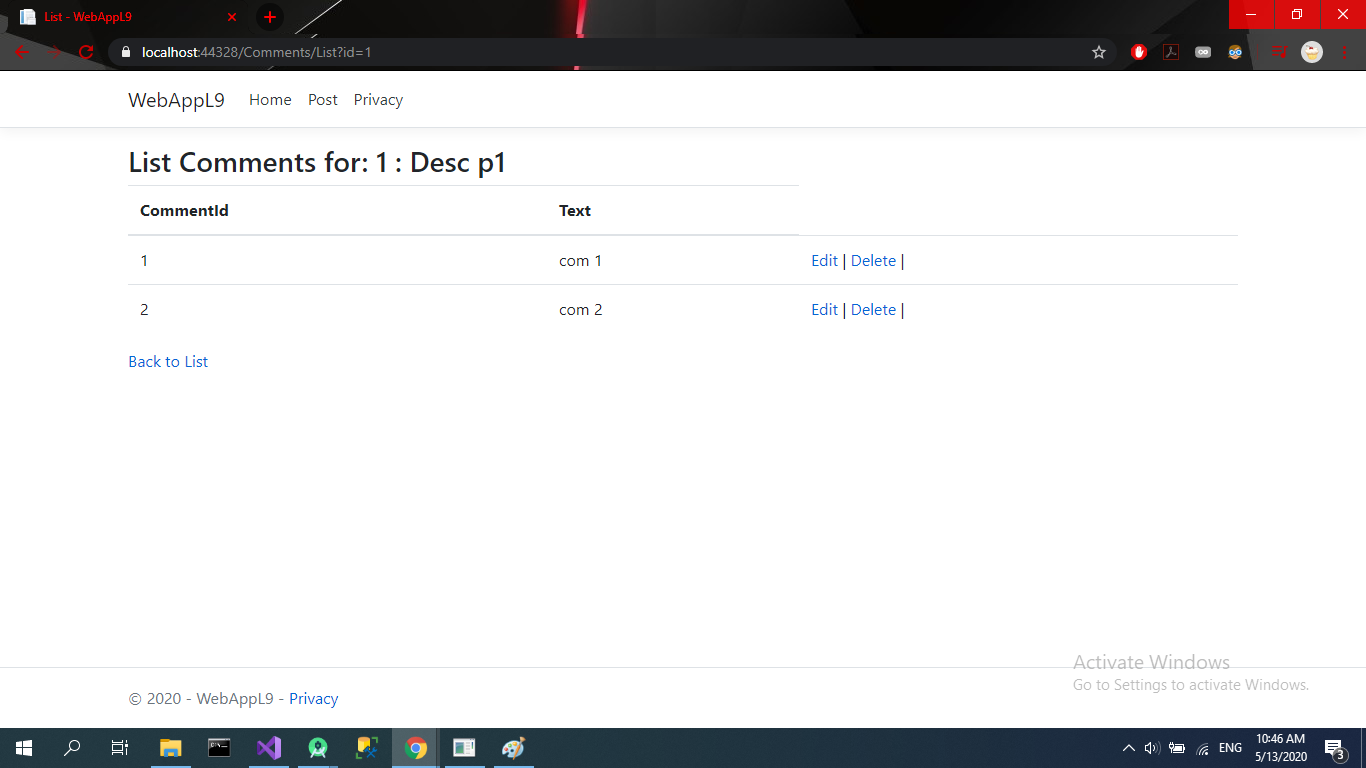 List - WebAppL9
localhost:44328/Comments/List?id=1
WebAppL9 Home Post Privacy
List Comments for: 1 : Desc p1
CommentId Text
1 com 1 Edit | Delete |
2 com 2 Edit | Delete |
Back to List
Activate Windows
Go to Settings to activate Windows.
© 2020 - WebAppL9 - Privacy
ENG
10:46 AM
5/13/2020
3